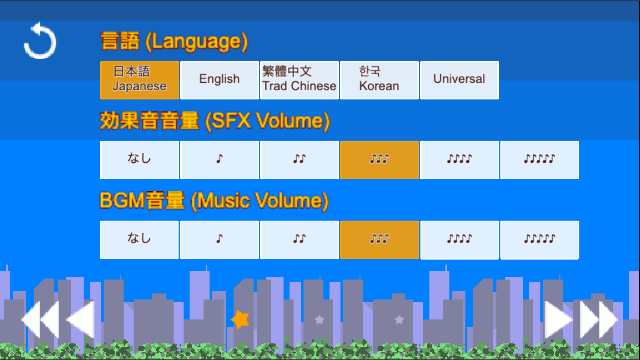 言語 (Language)
日本語
Japanese
English
繁體中文
Trad Chinese
한국
Korean
Universal
効果音音量 (SFX Volume)
なし
♪
♪♪
♪♪♪
♪♪♪♪
♪♪♪♪♪
BGM音量 (Music Volume)
なし
♪
♪♪
♪♪♪
♪♪♪♪
♪♪♪♪♪